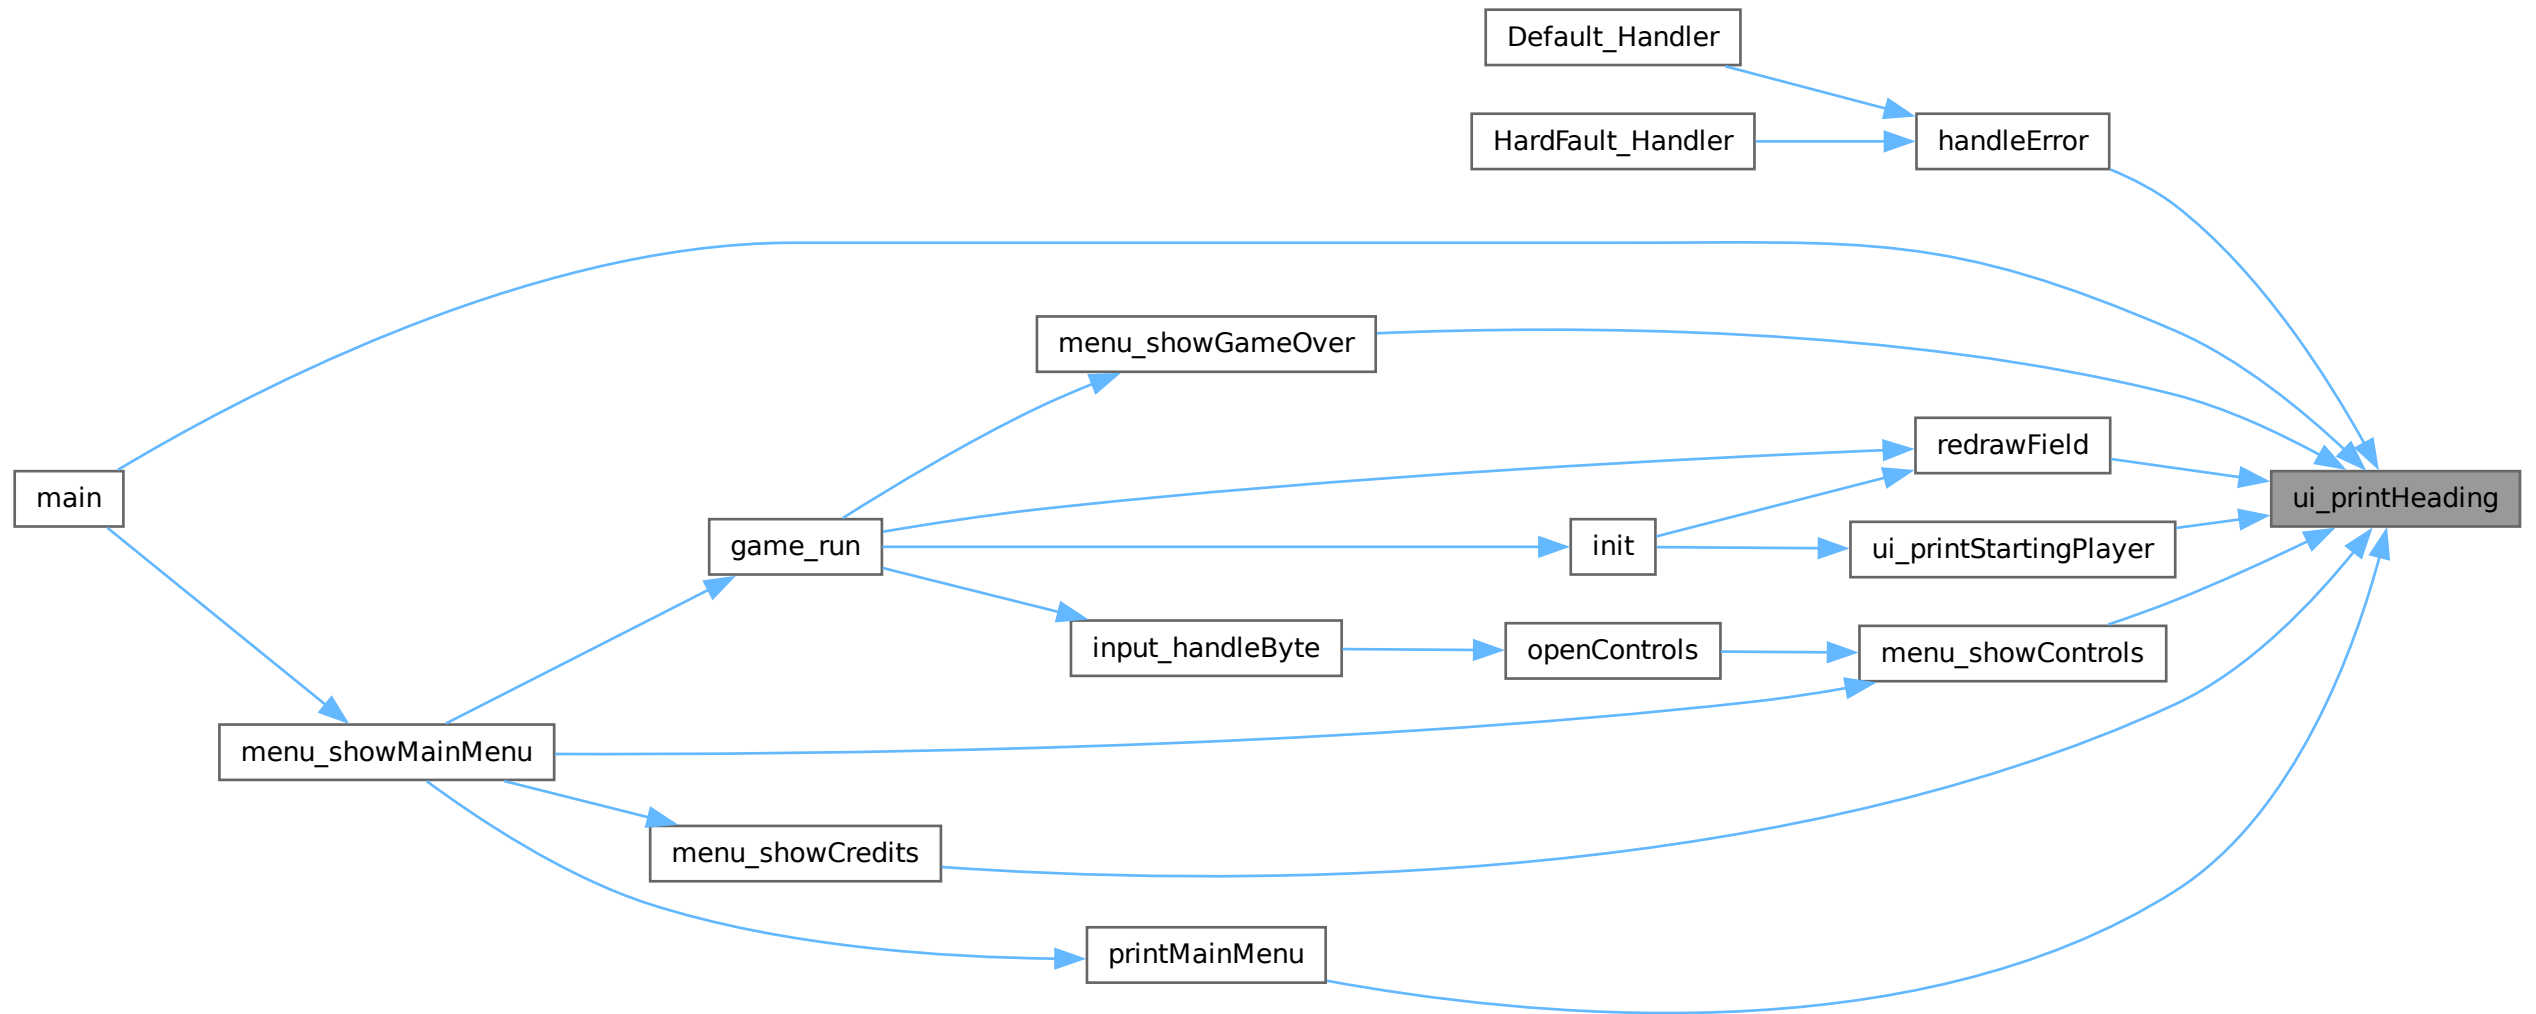 Default_Handler
HardFault_Handler
handleError
menu_showGameOver
redrawField
main
ui_printHeading
game_run
init
ui_printStartingPlayer
input_handleByte
openControls
menu_showControls
menu_showMainMenu
menu_showCredits
printMainMenu